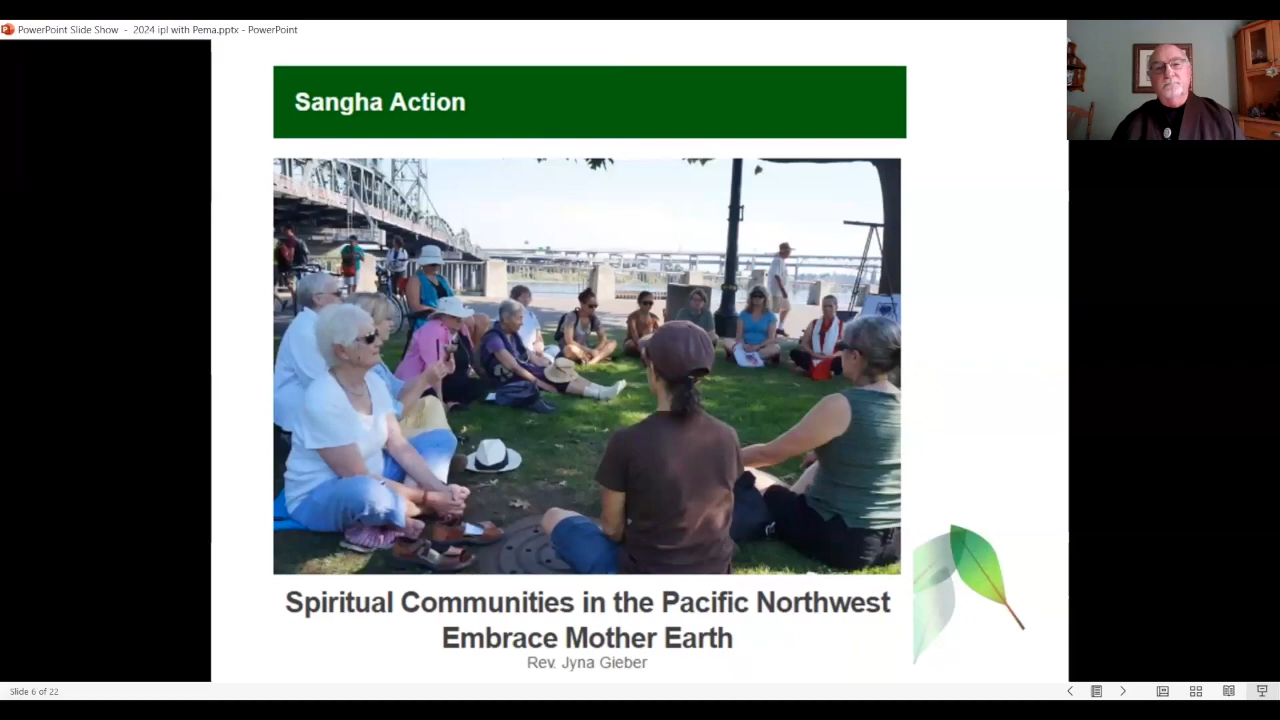 PowerPoint Slide Show - 2024 ipl with Pema.pptx - PowerPoint
Sangha Action
Spiritual Communities in the Pacific Northwest
Embrace Mother Earth
Rev. Jyna Gieber
Slide 6 of 22